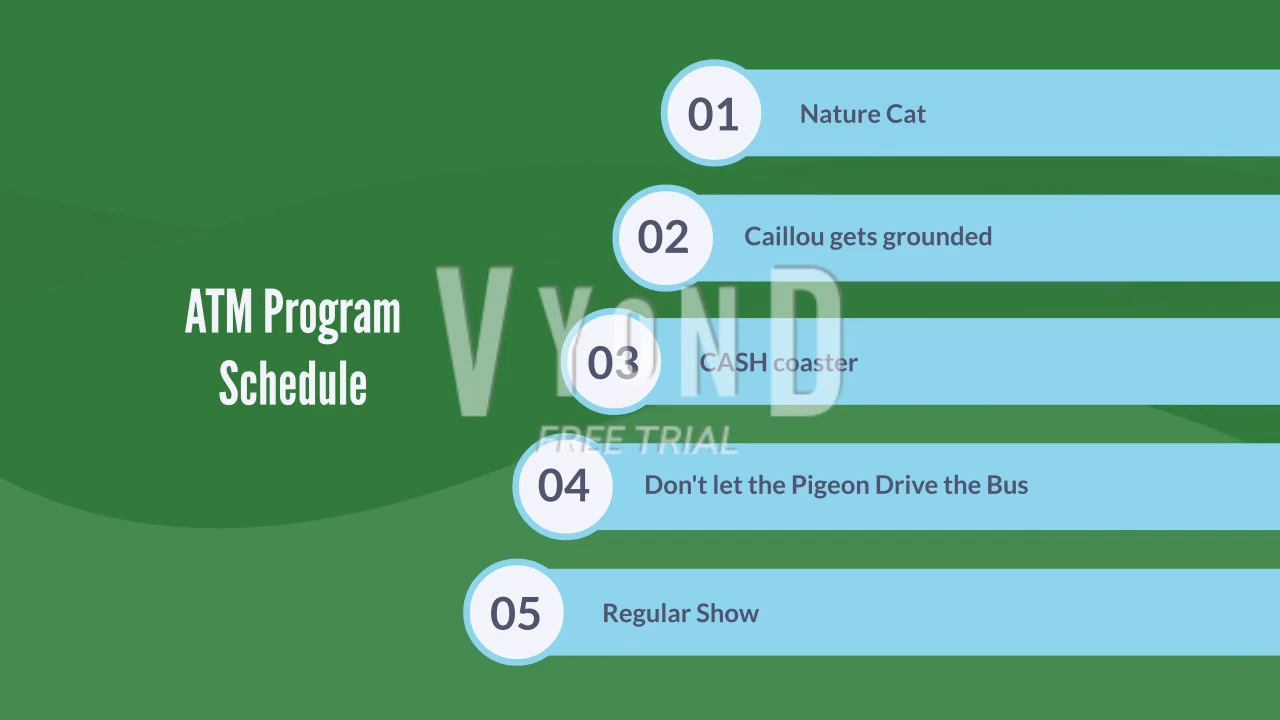 01
Nature Cat
02
Caillou gets grounded
ATM Program
Schedule
VYOND
FREE TRIAL
03
CASH coaster
04
Don't let the Pigeon Drive the Bus
05
Regular Show